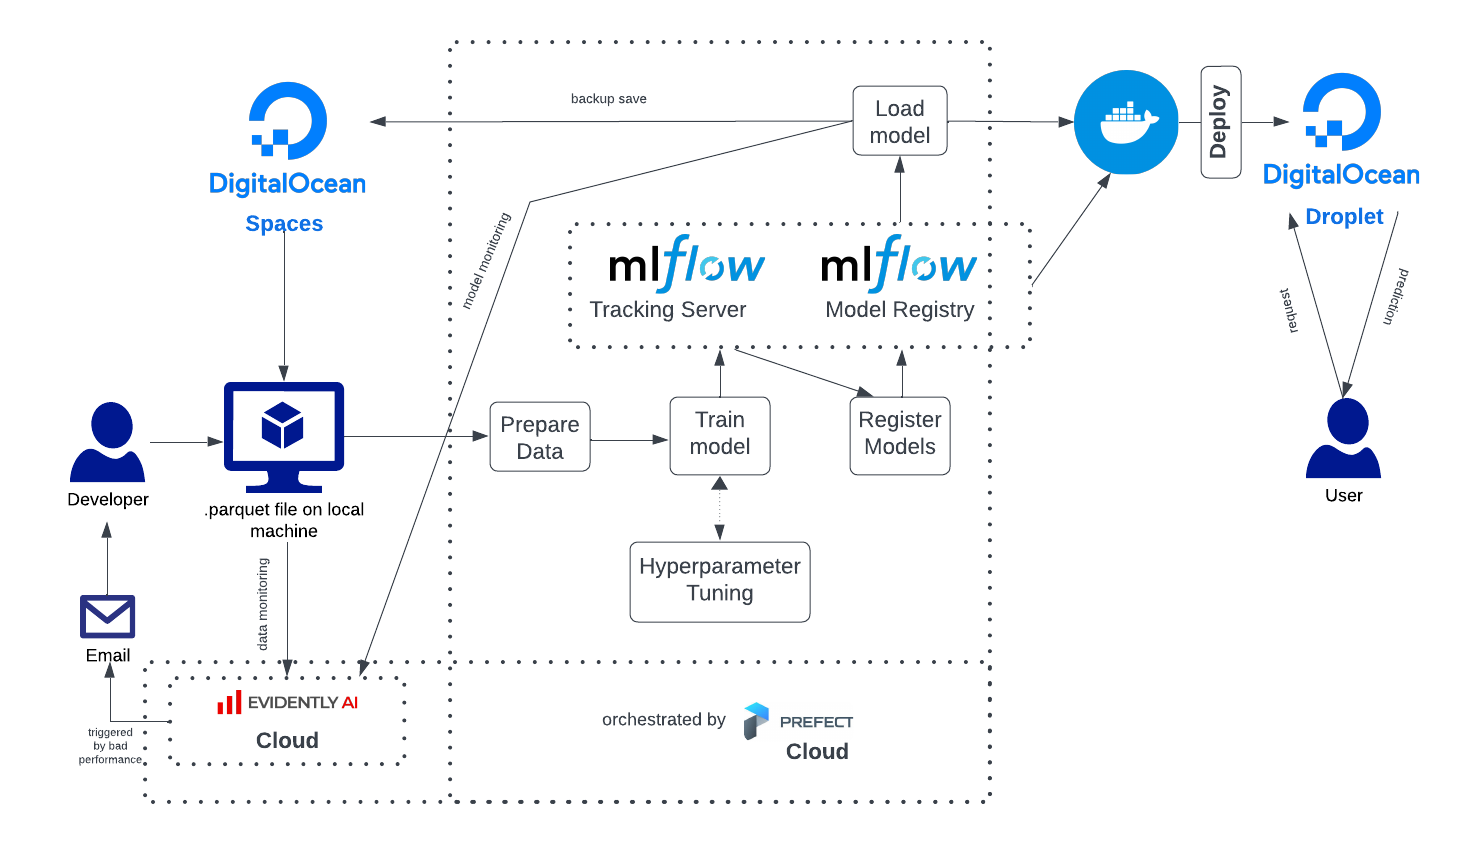 backup save
Load
model
Deploy
DigitalOcean
Spaces
DigitalOcean
Droplet
model monitoring
mlflow
Tracking Server
mlflow
Model Registry
request
prediction
Prepare
Data
Train
model
Register
Models
Developer
.parquet file on local
machine
User
Hyperparameter
Tuning
data monitoring
Email
EVIDENTLY AI
Cloud
triggered
by bad
performance
orchestrated by
PREFECT
Cloud